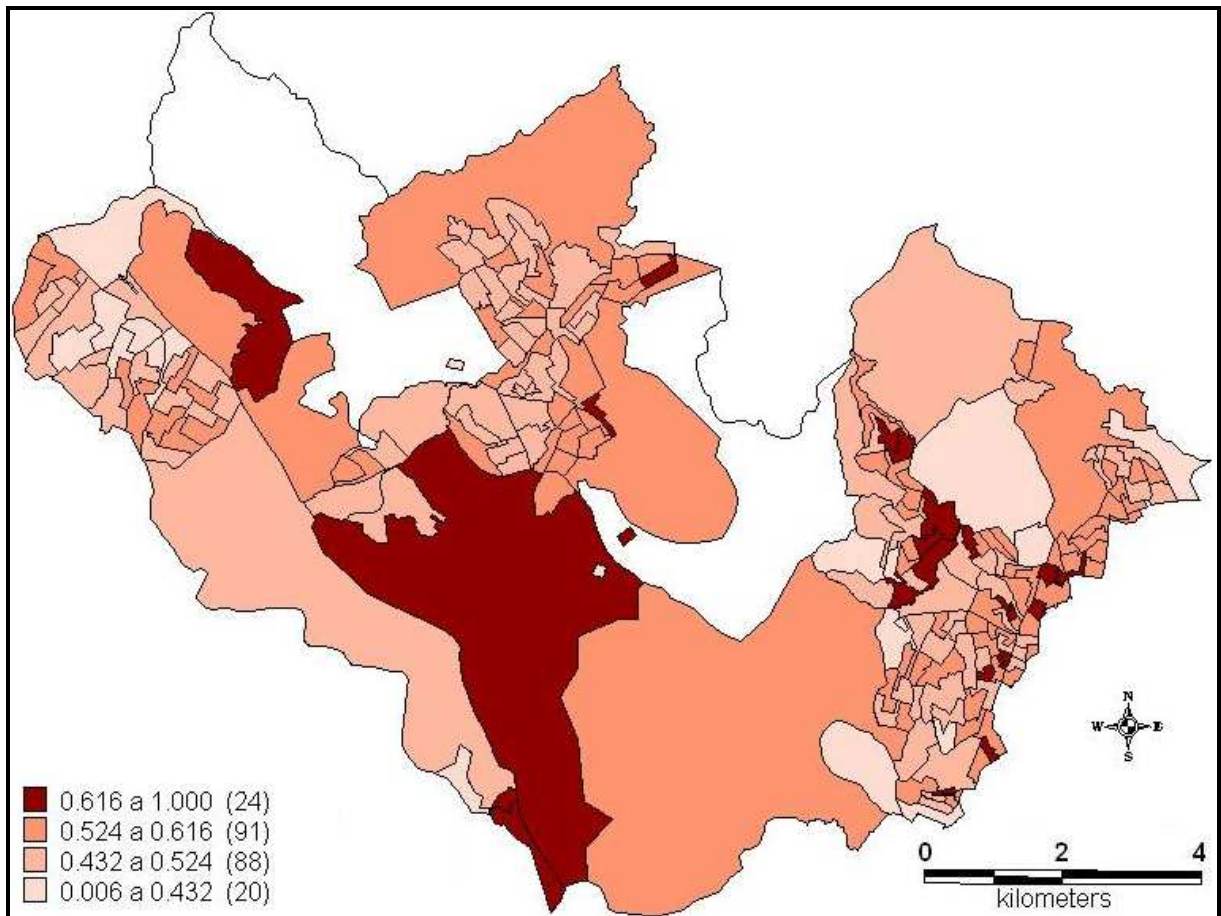 N
W E
S
0.616 a 1.000 (24)
0.524 a 0.616 (91)
0.432 a 0.524 (88)
0.006 a 0.432 (20)
0 2 4
kilometers